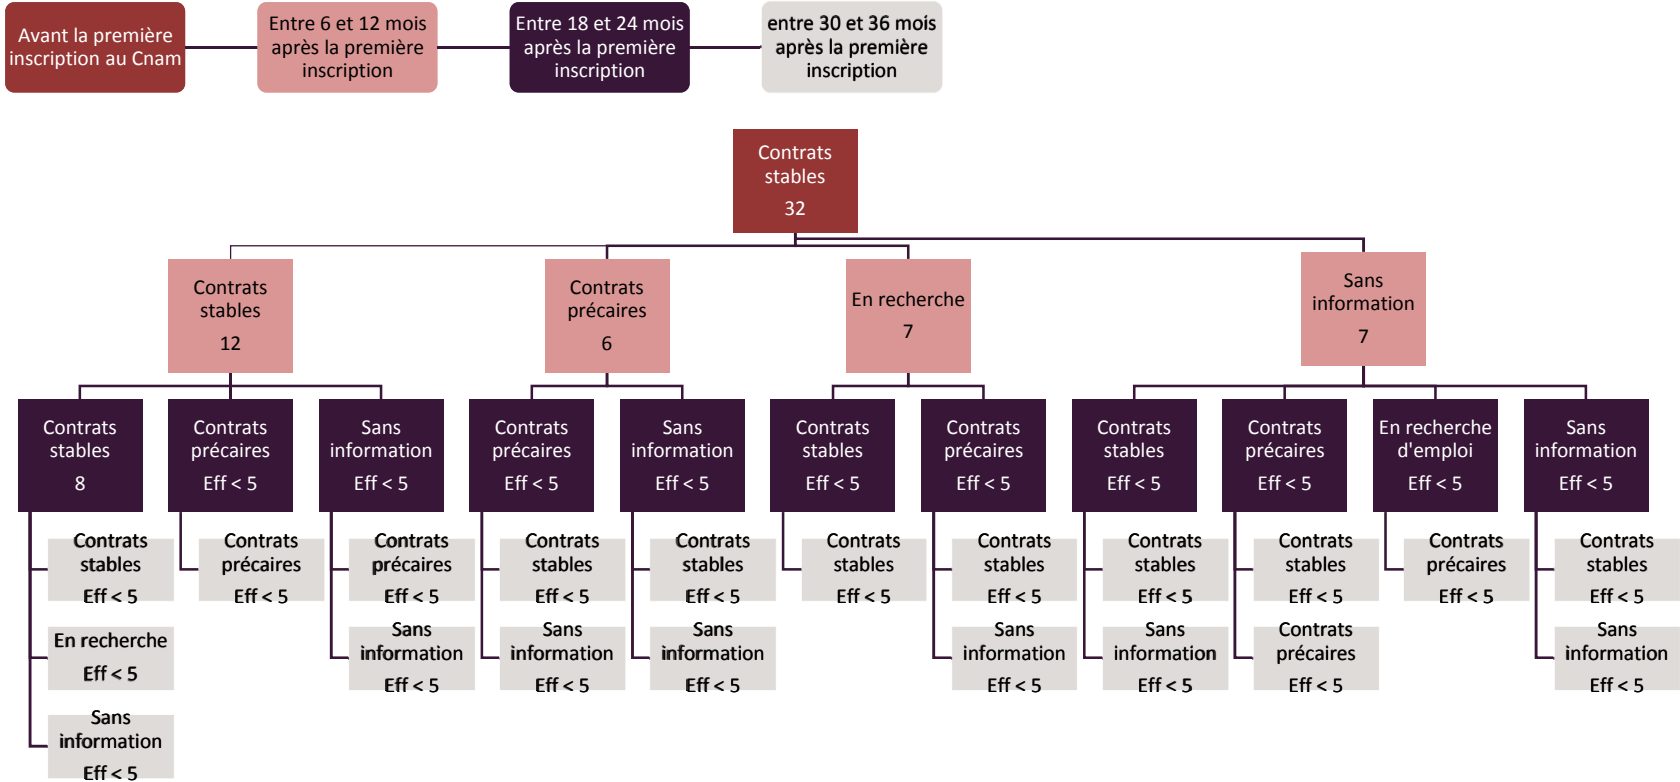 Avant la première
inscription au Cnam
Entre 6 et 12 mois
après la première
inscription
Entre 18 et 24 mois
après la première
inscription
entre 30 et 36 mois
après la première
inscription
Contrats
stables
32
Contrats
stables
12
Contrats
précaires
6
En recherche
7
Sans
information
7
Contrats
stables
8
Contrats
précaires
Eff < 5
Sans
information
Eff < 5
Contrats
précaires
Eff < 5
Sans
information
Eff < 5
Contrats
stables
Eff < 5
Contrats
précaires
Eff < 5
Contrats
stables
Eff < 5
Contrats
précaires
Eff < 5
En recherche
d'emploi
Eff < 5
Sans
information
Eff < 5
Contrats
stables
Eff < 5
Contrats
précaires
Eff < 5
Contrats
précaires
Eff < 5
Contrats
stables
Eff < 5
Contrats
stables
Eff < 5
Contrats
stables
Eff < 5
Contrats
stables
Eff < 5
Contrats
stables
Eff < 5
Contrats
stables
Eff < 5
Contrats
précaires
Eff < 5
Contrats
stables
Eff < 5
En recherche
Eff < 5
Sans
information
Eff < 5
Sans
information
Eff < 5
Sans
information
Eff < 5
Sans
information
Eff < 5
Sans
information
Eff < 5
Contrats
précaires
Eff < 5
Sans
information
Eff < 5
Sans
information
Eff < 5